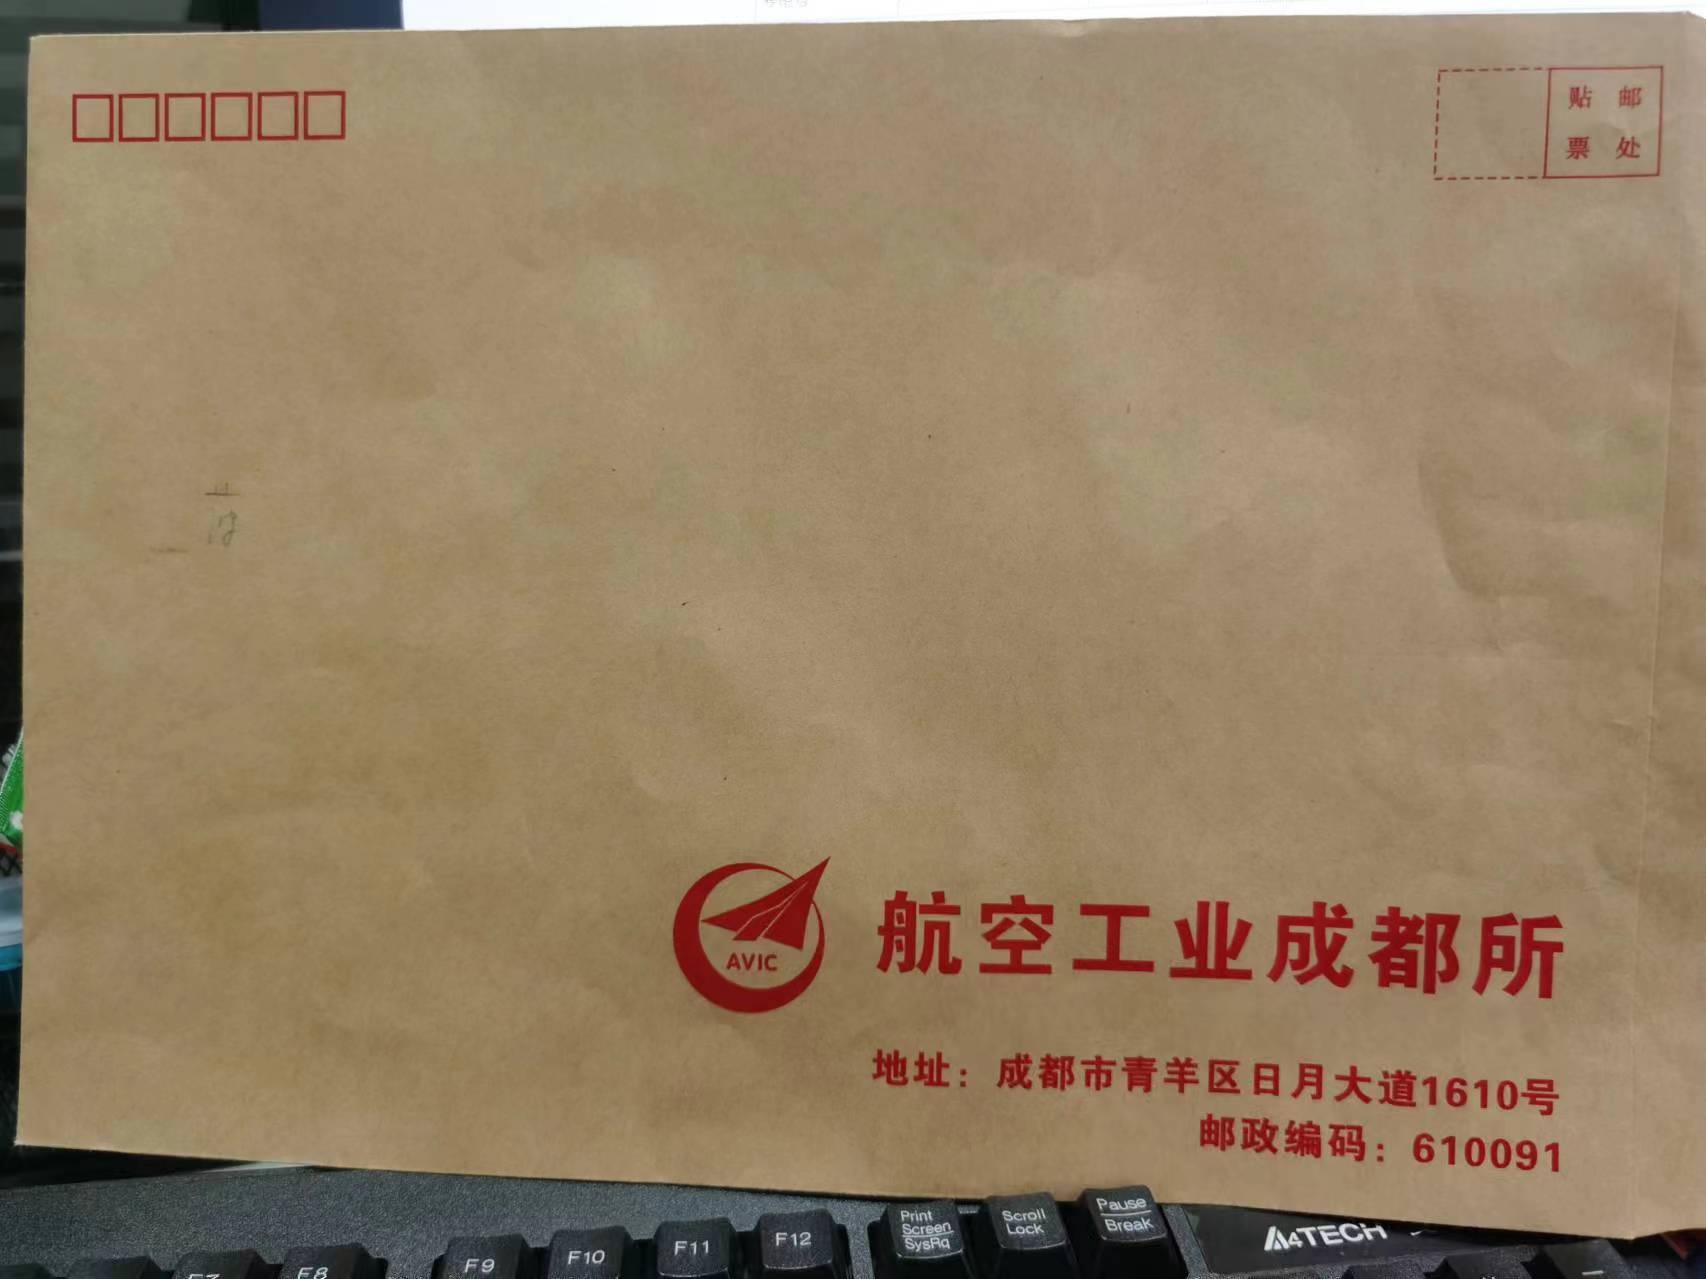 贴 邮
票 处
AVIC
航空工业成都所
地址：成都市青羊区日月大道1610号
邮政编码：610091
Print
Screen
SysRq
Scroll
Lock
Pause
Break
F7
F8
F9
F10
F11
F12
A4TECH